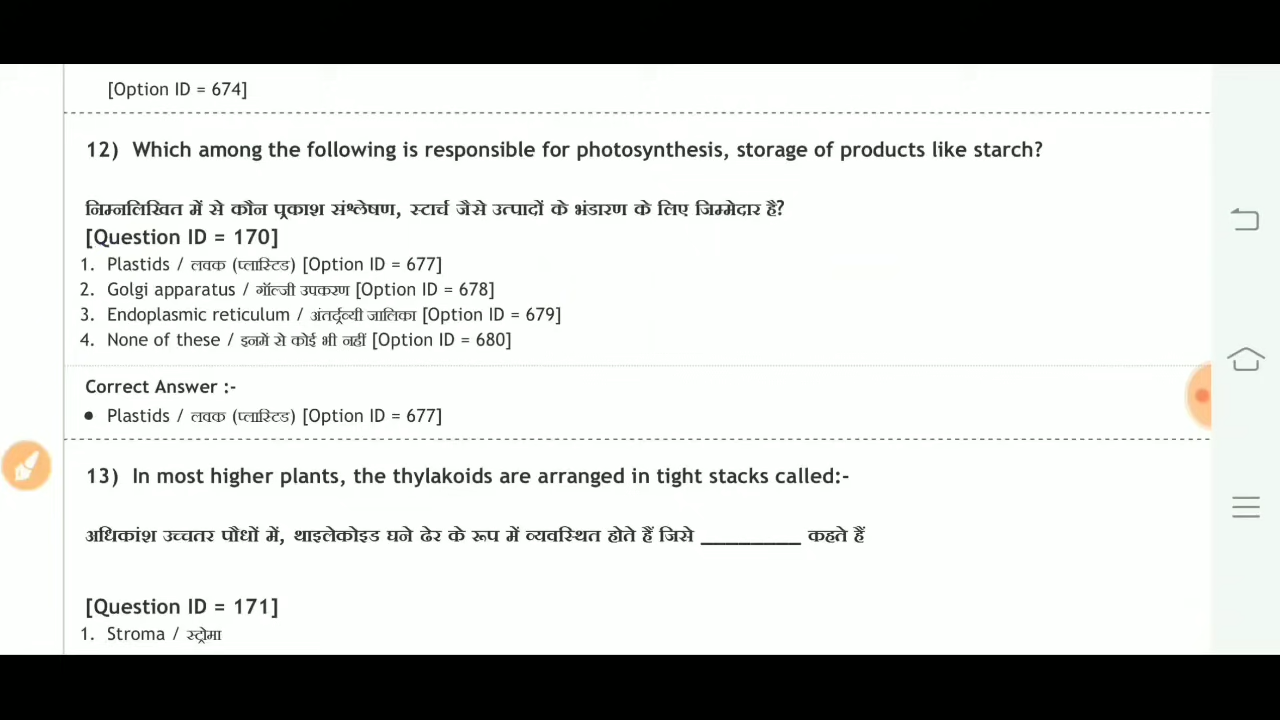 [Option ID = 674]
12) Which among the following is responsible for photosynthesis, storage of products like starch?
निम्नलिखित में से कौन प्रकाश संश्लेषण, स्टार्च जैसे उत्पादों के भंडारण के लिए जिम्मेदार है?
[Question ID = 170]
1. Plastids / लवक (प्लास्टिड) [Option ID = 677]
2. Golgi apparatus / गॉल्जी उपकरण [Option ID = 678]
3. Endoplasmic reticulum / अंतर्द्रव्यी जालिका [Option ID = 679]
4. None of these / इनमें से कोई भी नहीं [Option ID = 680]
Correct Answer :-
• Plastids / लवक (प्लास्टिड) [Option ID = 677]
13) In most higher plants, the thylakoids are arranged in tight stacks called:-
अधिकांश उच्चतर पौधों में, थाइलेकोइड घने ढेर के रूप में व्यवस्थित होते हैं जिसे _________ कहते हैं
[Question ID = 171]
1. Stroma / स्ट्रोमा